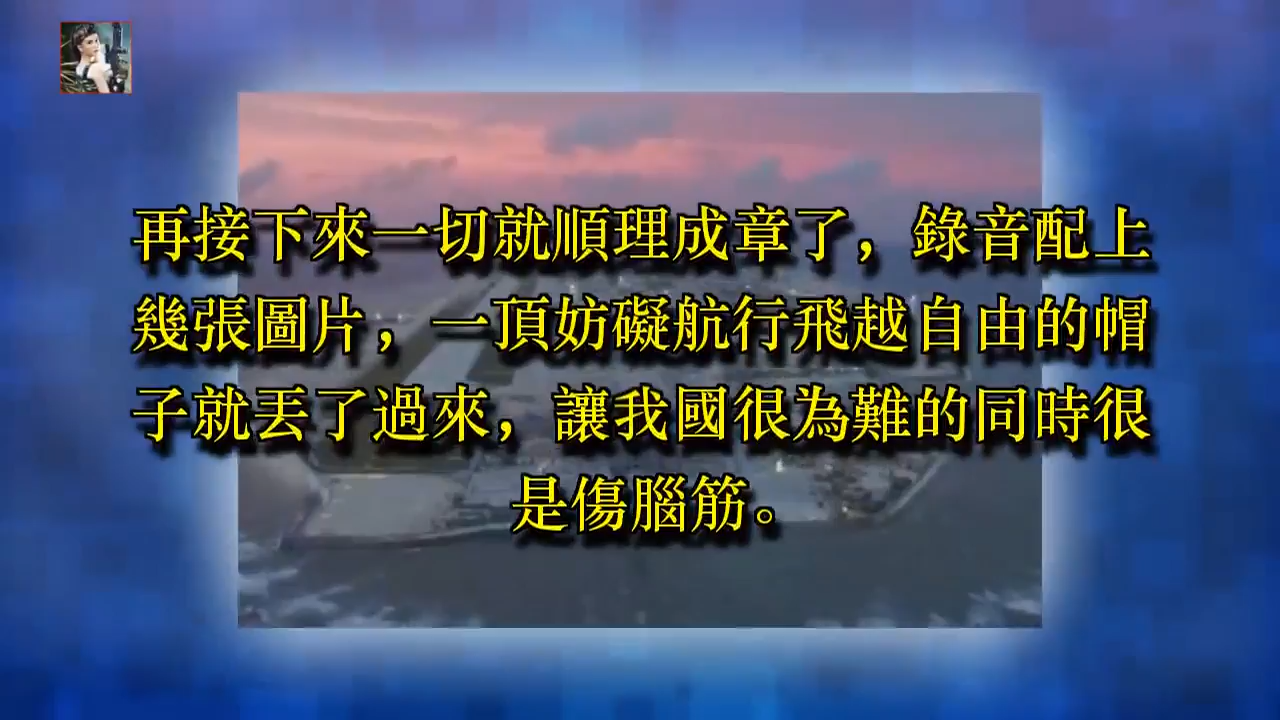 再接下來一切就順理成章了，錄音配上
幾張圖片，一頂妨礙航行飛越自由的帽
子就丟了過來，讓我國很為難的同時很
是傷腦筋。